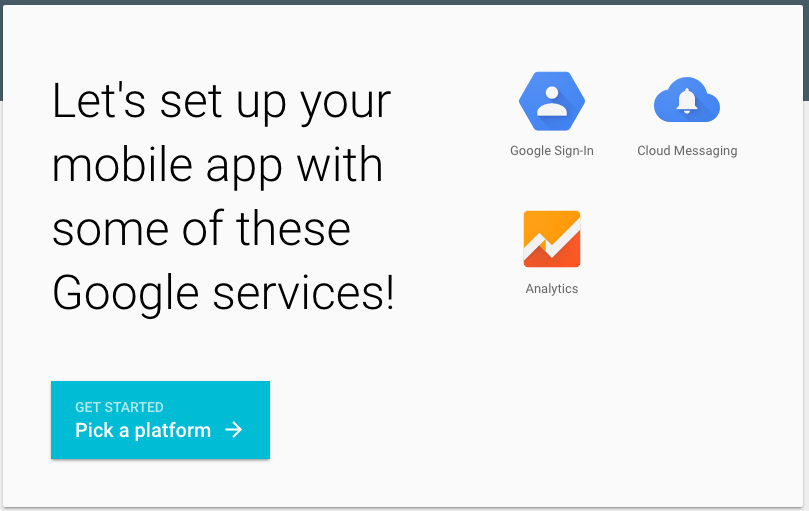 Let's set up your
mobile app with
some of these
Google services!
Google Sign-In
Cloud Messaging
Analytics
GET STARTED
Pick a platform